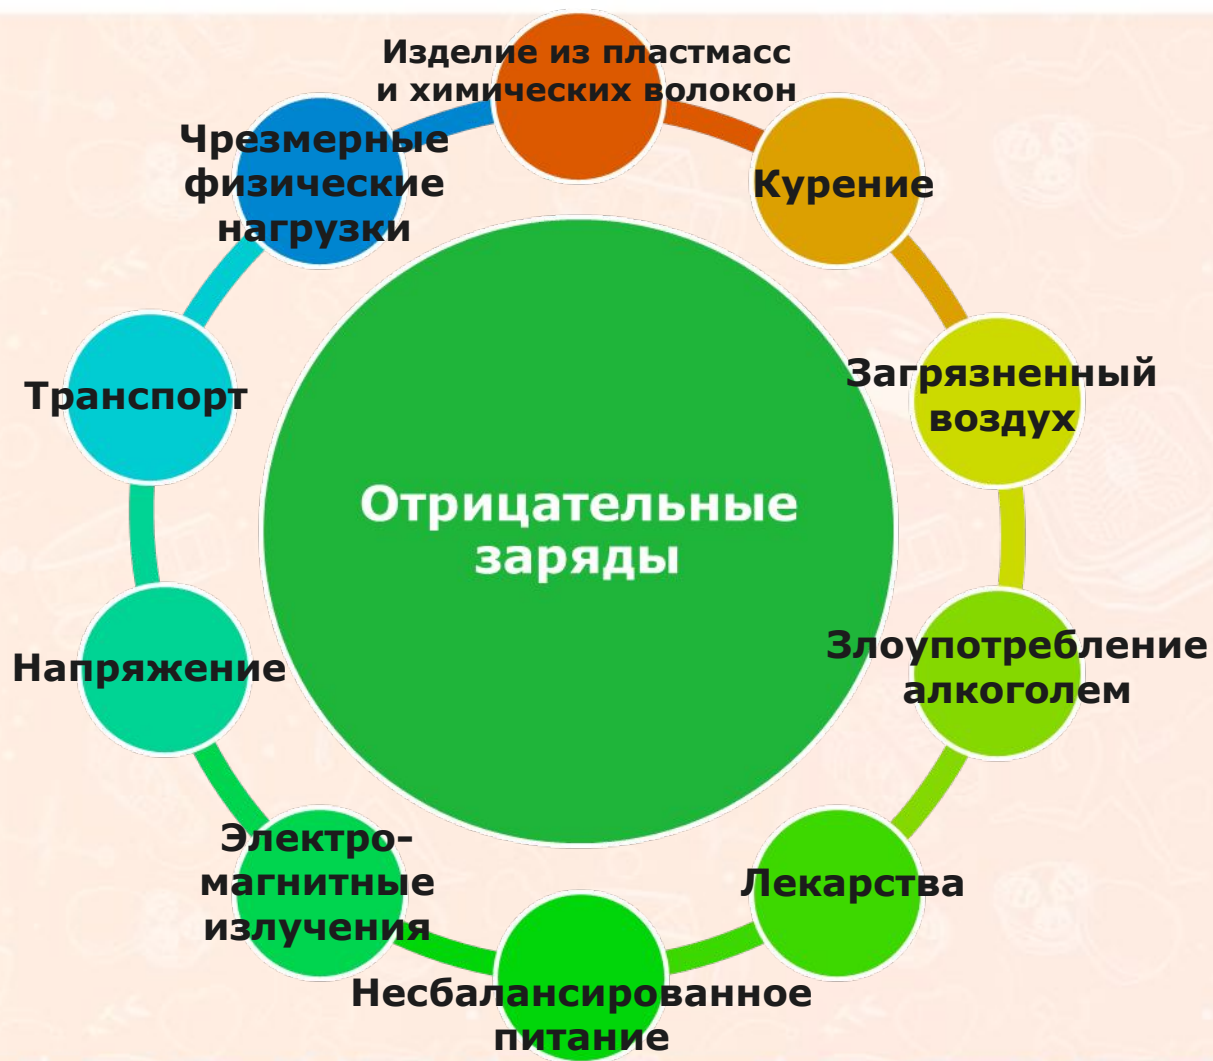 Изделие из пластмасс
и химических волокон
Курение
Загрязненный
воздух
Злоупотребление
алкоголем
Лекарства
Несбалансированное
питание
Электро-
магнитные
излучения
Напряжение
Транспорт
Чрезмерные
физические
нагрузки
Отрицательные
заряды